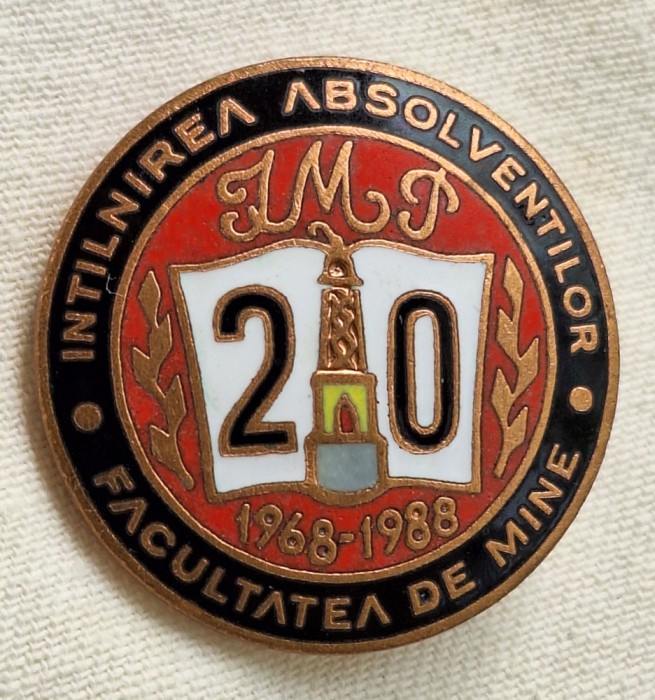 INTILNIREA ABSOLVENTILOR
IMP
20
1968-1988
FACULTATEA DE MINE